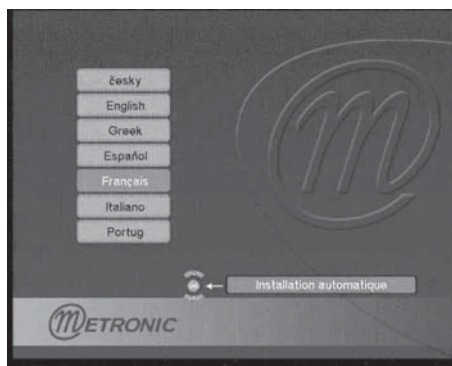 česky
English
Greek
Español
Français
Italiano
Portug
Installation automatique
METRONIC